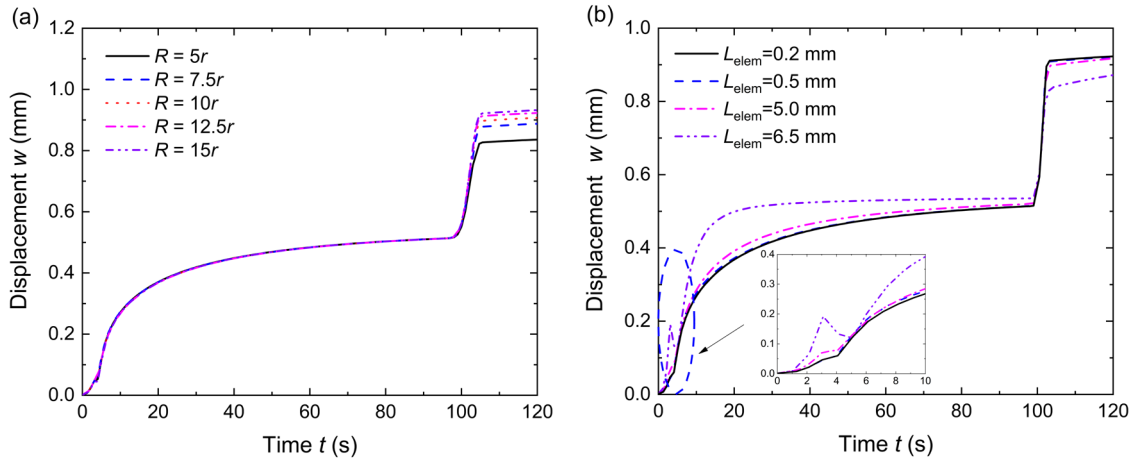 (a)
1.2
1.0
0.8
0.6
0.4
0.2
0.0
Displacement w (mm)
R = 5r
R = 7.5r
R = 10r
R = 12.5r
R = 15r
0 20 40 60 80 100 120
Time t (s)
(b)
1.0
0.8
0.6
0.4
0.2
0.0
Displacement w (mm)
Lelem=0.2 mm
Lelem=0.5 mm
Lelem=5.0 mm
Lelem=6.5 mm
0.4
0.3
0.2
0.1
0.0
0 2 4 6 8 10
0 20 40 60 80 100 120
Time t (s)